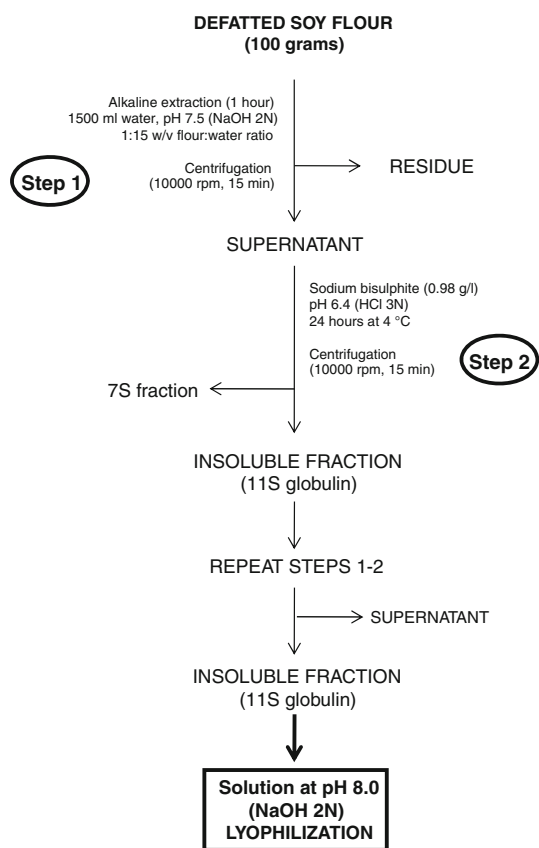 DEFATTED SOY FLOUR
(100 grams)
Alkaline extraction (1 hour)
1500 ml water, pH 7.5 (NaOH 2N)
1:15 w/v flour:water ratio
Step 1
Centrifugation
(10000 rpm, 15 min)
RESIDUE
SUPERNATANT
Sodium bisulphite (0.98 g/l)
pH 6.4 (HCl 3N)
24 hours at 4 °C
Centrifugation
(10000 rpm, 15 min)
Step 2
7S fraction
INSOLUBLE FRACTION
(11S globulin)
REPEAT STEPS 1-2
SUPERNATANT
INSOLUBLE FRACTION
(11S globulin)
Solution at pH 8.0
(NaOH 2N)
LYOPHILIZATION